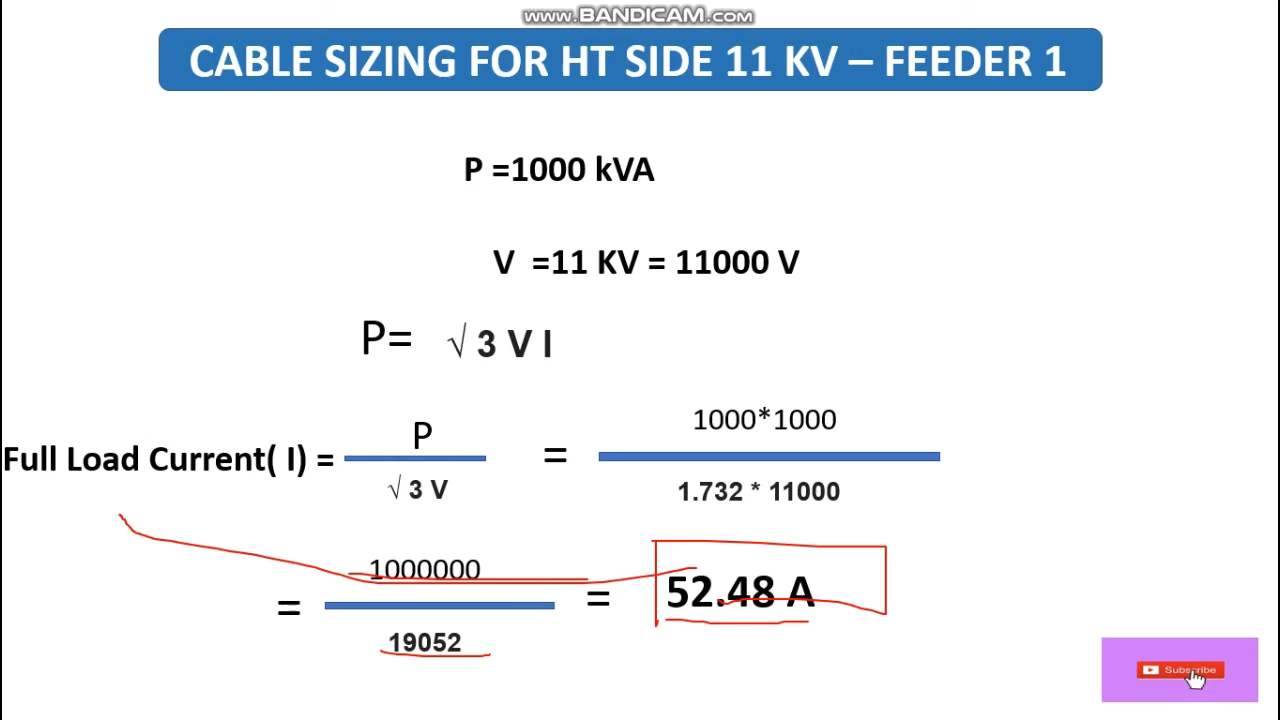 www.BANDICAM.com
CABLE SIZING FOR HT SIDE 11 KV – FEEDER 1
P =1000 kVA
V =11 KV = 11000 V
P= √ 3 V I
Full Load Current( I) = P / √ 3 V = 1000*1000 / 1.732 * 11000
= 1000000 / 19052 = 52.48 A
Subscribe